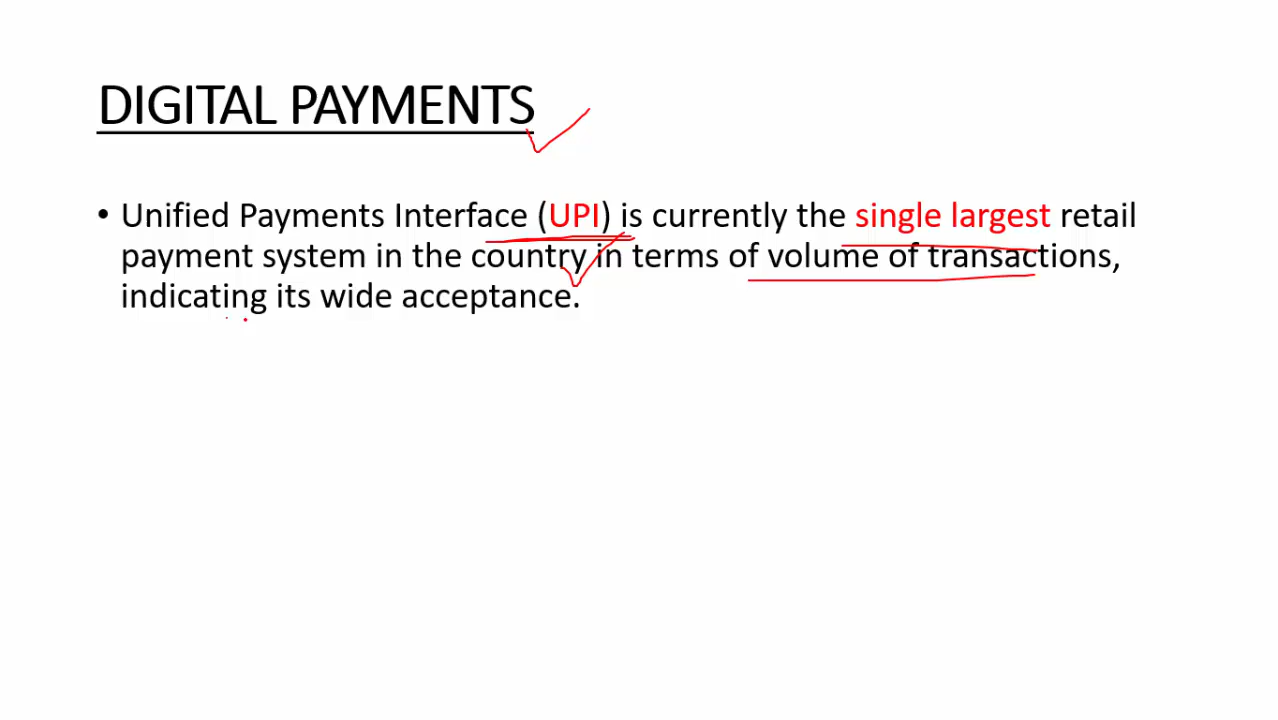 DIGITAL PAYMENTS
• Unified Payments Interface (UPI) is currently the single largest retail
payment system in the country in terms of volume of transactions,
indicating its wide acceptance.